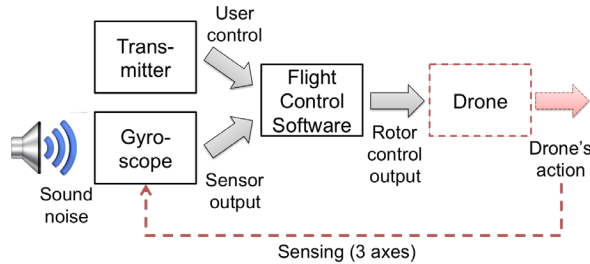 User
control
Trans-
mitter
Flight
Control
Software
Drone
Gyro-
scope
Rotor
control
output
Drone's
action
Sound
noise
Sensor
output
Sensing (3 axes)